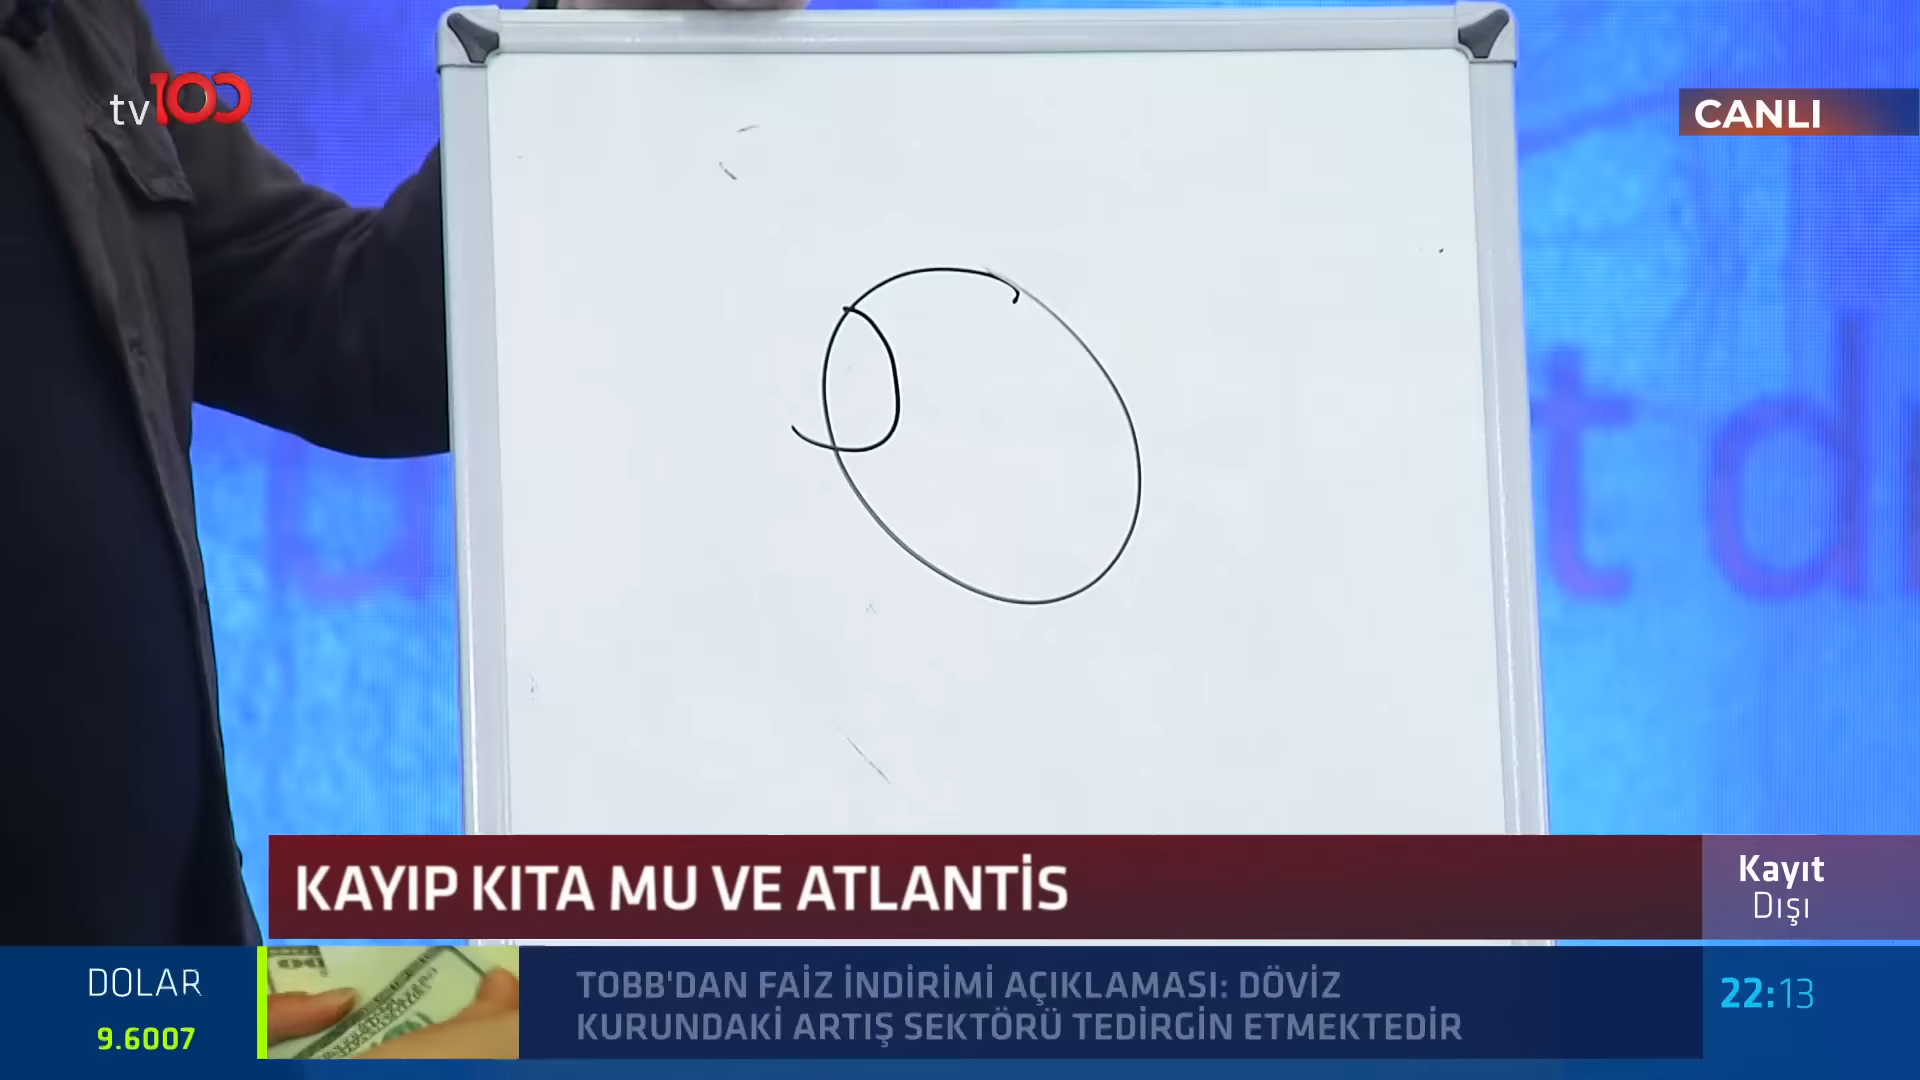 tv100
CANLI
t d
KAYIP KITA MU VE ATLANTİS
Kayıt
Dışı
DOLAR
9.6007
TOBB'DAN FAİZ İNDİRİMİ AÇIKLAMASI: DÖVİZ
KURUNDAKİ ARTIŞ SEKTÖRÜ TEDİRGİN ETMEKTEDİR
22:13